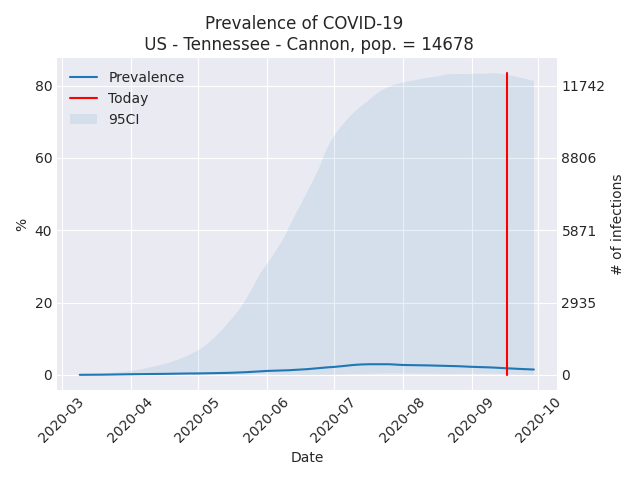 Prevalence of COVID-19
US - Tennessee - Cannon, pop. = 14678
Prevalence
Today
95CI
80
60
40
20
0
%
11742
8806
5871
2935
0
# of infections
2020-03
2020-04
2020-05
2020-06
2020-07
2020-08
2020-09
2020-10
Date